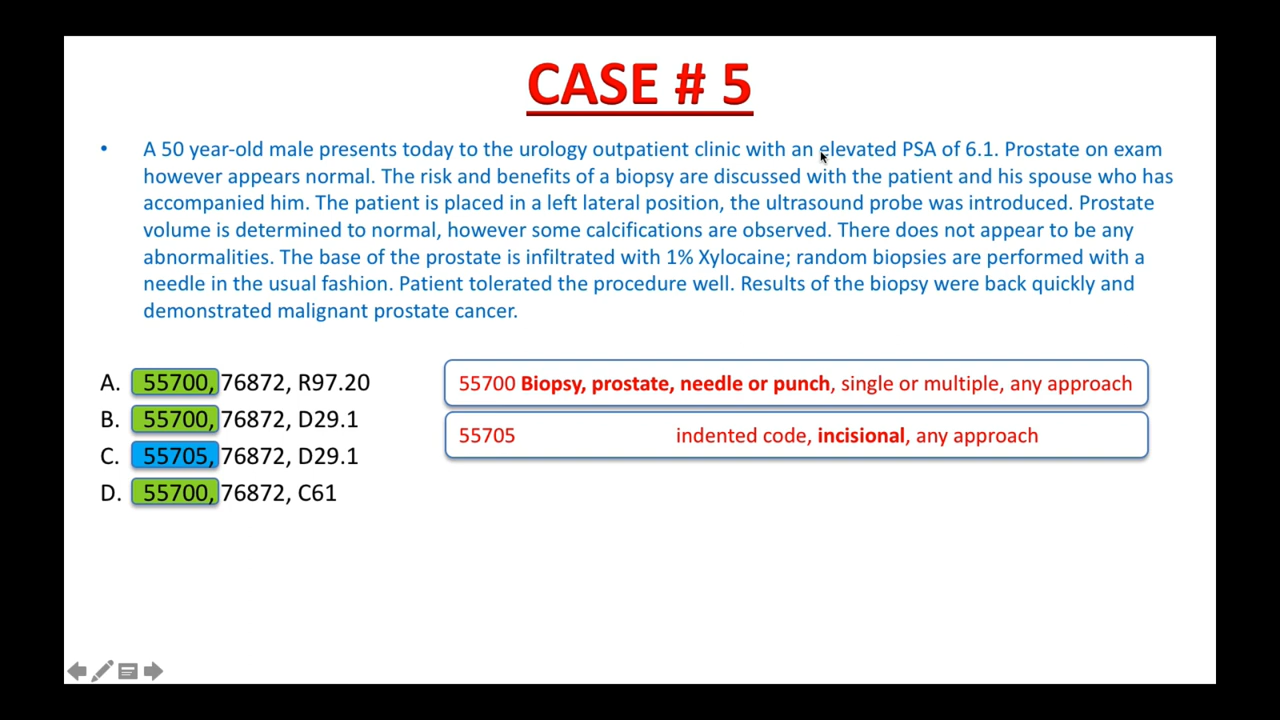 CASE # 5
• A 50 year-old male presents today to the urology outpatient clinic with an elevated PSA of 6.1. Prostate on exam
however appears normal. The risk and benefits of a biopsy are discussed with the patient and his spouse who has
accompanied him. The patient is placed in a left lateral position, the ultrasound probe was introduced. Prostate
volume is determined to normal, however some calcifications are observed. There does not appear to be any
abnormalities. The base of the prostate is infiltrated with 1% Xylocaine; random biopsies are performed with a
needle in the usual fashion. Patient tolerated the procedure well. Results of the biopsy were back quickly and
demonstrated malignant prostate cancer.
A. 55700, 76872, R97.20
B. 55700, 76872, D29.1
C. 55705, 76872, D29.1
D. 55700, 76872, C61
55700 Biopsy, prostate, needle or punch, single or multiple, any approach
55705 indented code, incisional, any approach